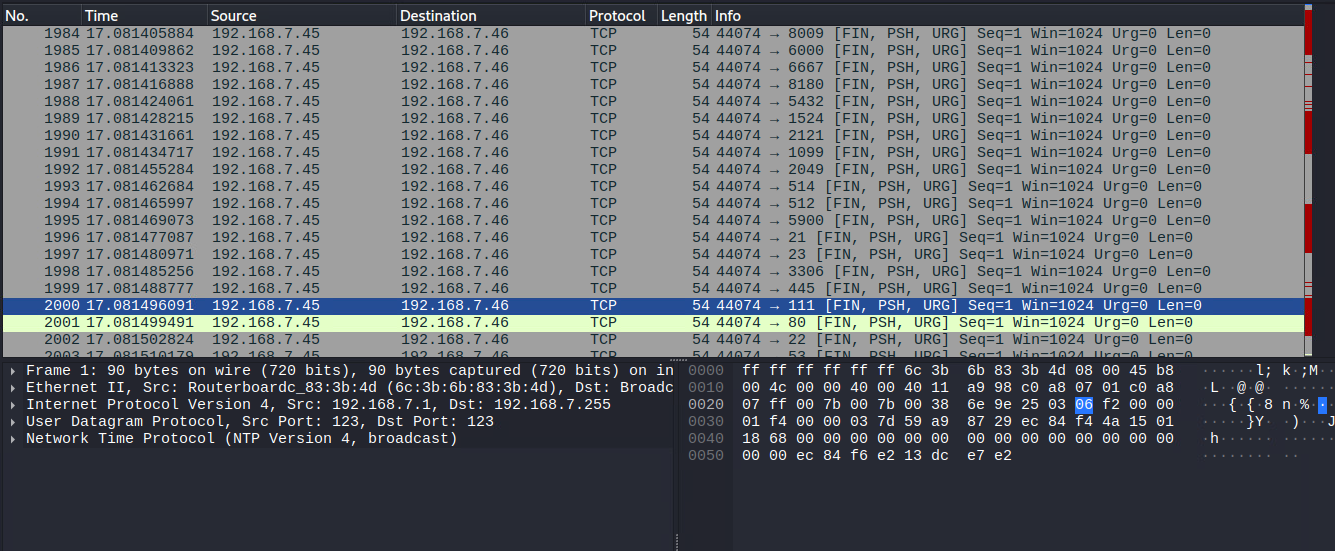 No. Time Source Destination Protocol Length Info
1984 17.081405884 192.168.7.45 192.168.7.46 TCP 54 44074 → 8009 [FIN, PSH, URG] Seq=1 Win=1024 Urg=0 Len=0
1985 17.081409862 192.168.7.45 192.168.7.46 TCP 54 44074 → 6000 [FIN, PSH, URG] Seq=1 Win=1024 Urg=0 Len=0
1986 17.081413323 192.168.7.45 192.168.7.46 TCP 54 44074 → 6667 [FIN, PSH, URG] Seq=1 Win=1024 Urg=0 Len=0
1987 17.081416888 192.168.7.45 192.168.7.46 TCP 54 44074 → 8180 [FIN, PSH, URG] Seq=1 Win=1024 Urg=0 Len=0
1988 17.081424061 192.168.7.45 192.168.7.46 TCP 54 44074 → 5432 [FIN, PSH, URG] Seq=1 Win=1024 Urg=0 Len=0
1989 17.081428215 192.168.7.45 192.168.7.46 TCP 54 44074 → 1524 [FIN, PSH, URG] Seq=1 Win=1024 Urg=0 Len=0
1990 17.081431661 192.168.7.45 192.168.7.46 TCP 54 44074 → 2121 [FIN, PSH, URG] Seq=1 Win=1024 Urg=0 Len=0
1991 17.081434717 192.168.7.45 192.168.7.46 TCP 54 44074 → 1099 [FIN, PSH, URG] Seq=1 Win=1024 Urg=0 Len=0
1992 17.081455284 192.168.7.45 192.168.7.46 TCP 54 44074 → 2049 [FIN, PSH, URG] Seq=1 Win=1024 Urg=0 Len=0
1993 17.081462684 192.168.7.45 192.168.7.46 TCP 54 44074 → 514 [FIN, PSH, URG] Seq=1 Win=1024 Urg=0 Len=0
1994 17.081465997 192.168.7.45 192.168.7.46 TCP 54 44074 → 512 [FIN, PSH, URG] Seq=1 Win=1024 Urg=0 Len=0
1995 17.081469073 192.168.7.45 192.168.7.46 TCP 54 44074 → 5900 [FIN, PSH, URG] Seq=1 Win=1024 Urg=0 Len=0
1996 17.081477087 192.168.7.45 192.168.7.46 TCP 54 44074 → 21 [FIN, PSH, URG] Seq=1 Win=1024 Urg=0 Len=0
1997 17.081480971 192.168.7.45 192.168.7.46 TCP 54 44074 → 23 [FIN, PSH, URG] Seq=1 Win=1024 Urg=0 Len=0
1998 17.081485256 192.168.7.45 192.168.7.46 TCP 54 44074 → 3306 [FIN, PSH, URG] Seq=1 Win=1024 Urg=0 Len=0
1999 17.081488777 192.168.7.45 192.168.7.46 TCP 54 44074 → 445 [FIN, PSH, URG] Seq=1 Win=1024 Urg=0 Len=0
2000 17.081496091 192.168.7.45 192.168.7.46 TCP 54 44074 → 111 [FIN, PSH, URG] Seq=1 Win=1024 Urg=0 Len=0
2001 17.081499491 192.168.7.45 192.168.7.46 TCP 54 44074 → 80 [FIN, PSH, URG] Seq=1 Win=1024 Urg=0 Len=0
2002 17.081502824 192.168.7.45 192.168.7.46 TCP 54 44074 → 22 [FIN, PSH, URG] Seq=1 Win=1024 Urg=0 Len=0
2003 17.081510179 192.168.7.45 192.168.7.46 TCP 54 44074 → 53 [FIN, PSH, URG] Seq=1 Win=1024 Urg=0 Len=0
Frame 1: 90 bytes on wire (720 bits), 90 bytes captured (720 bits) on in
Ethernet II, Src: Routerboardc_83:3b:4d (6c:3b:6b:83:3b:4d), Dst: Broadc
Internet Protocol Version 4, Src: 192.168.7.1, Dst: 192.168.7.255
User Datagram Protocol, Src Port: 123, Dst Port: 123
Network Time Protocol (NTP Version 4, broadcast)
0000 ff ff ff ff ff ff 6c 3b 6b 83 3b 4d 08 00 45 b8 ······l; k·;M··E·
0010 00 4c 00 00 40 00 40 11 a9 98 c0 a8 07 01 c0 a8 ·L··@·@· ········
0020 07 ff 00 7b 00 7b 00 38 6e 9e 25 03 06 f2 00 00 ···{·{·8 n·%·····
0030 01 f4 00 00 03 7d 59 a9 87 29 ec 84 f4 4a 15 01 ·····}Y· ·)···J··
0040 18 68 00 00 00 00 00 00 00 00 00 00 00 00 00 00 ·h······ ········
0050 00 00 ec 84 f6 e2 13 dc e7 e2 ········ ··